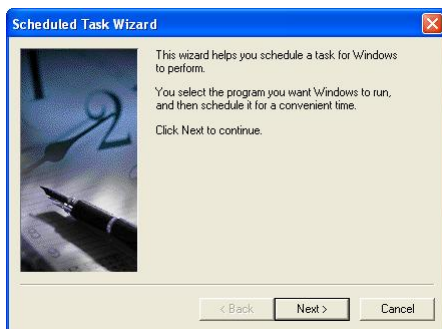 Scheduled Task Wizard
This wizard helps you schedule a task for Windows
to perform.
You select the program you want Windows to run,
and then schedule it for a convenient time.
Click Next to continue.
2
< Back
Next >
Cancel